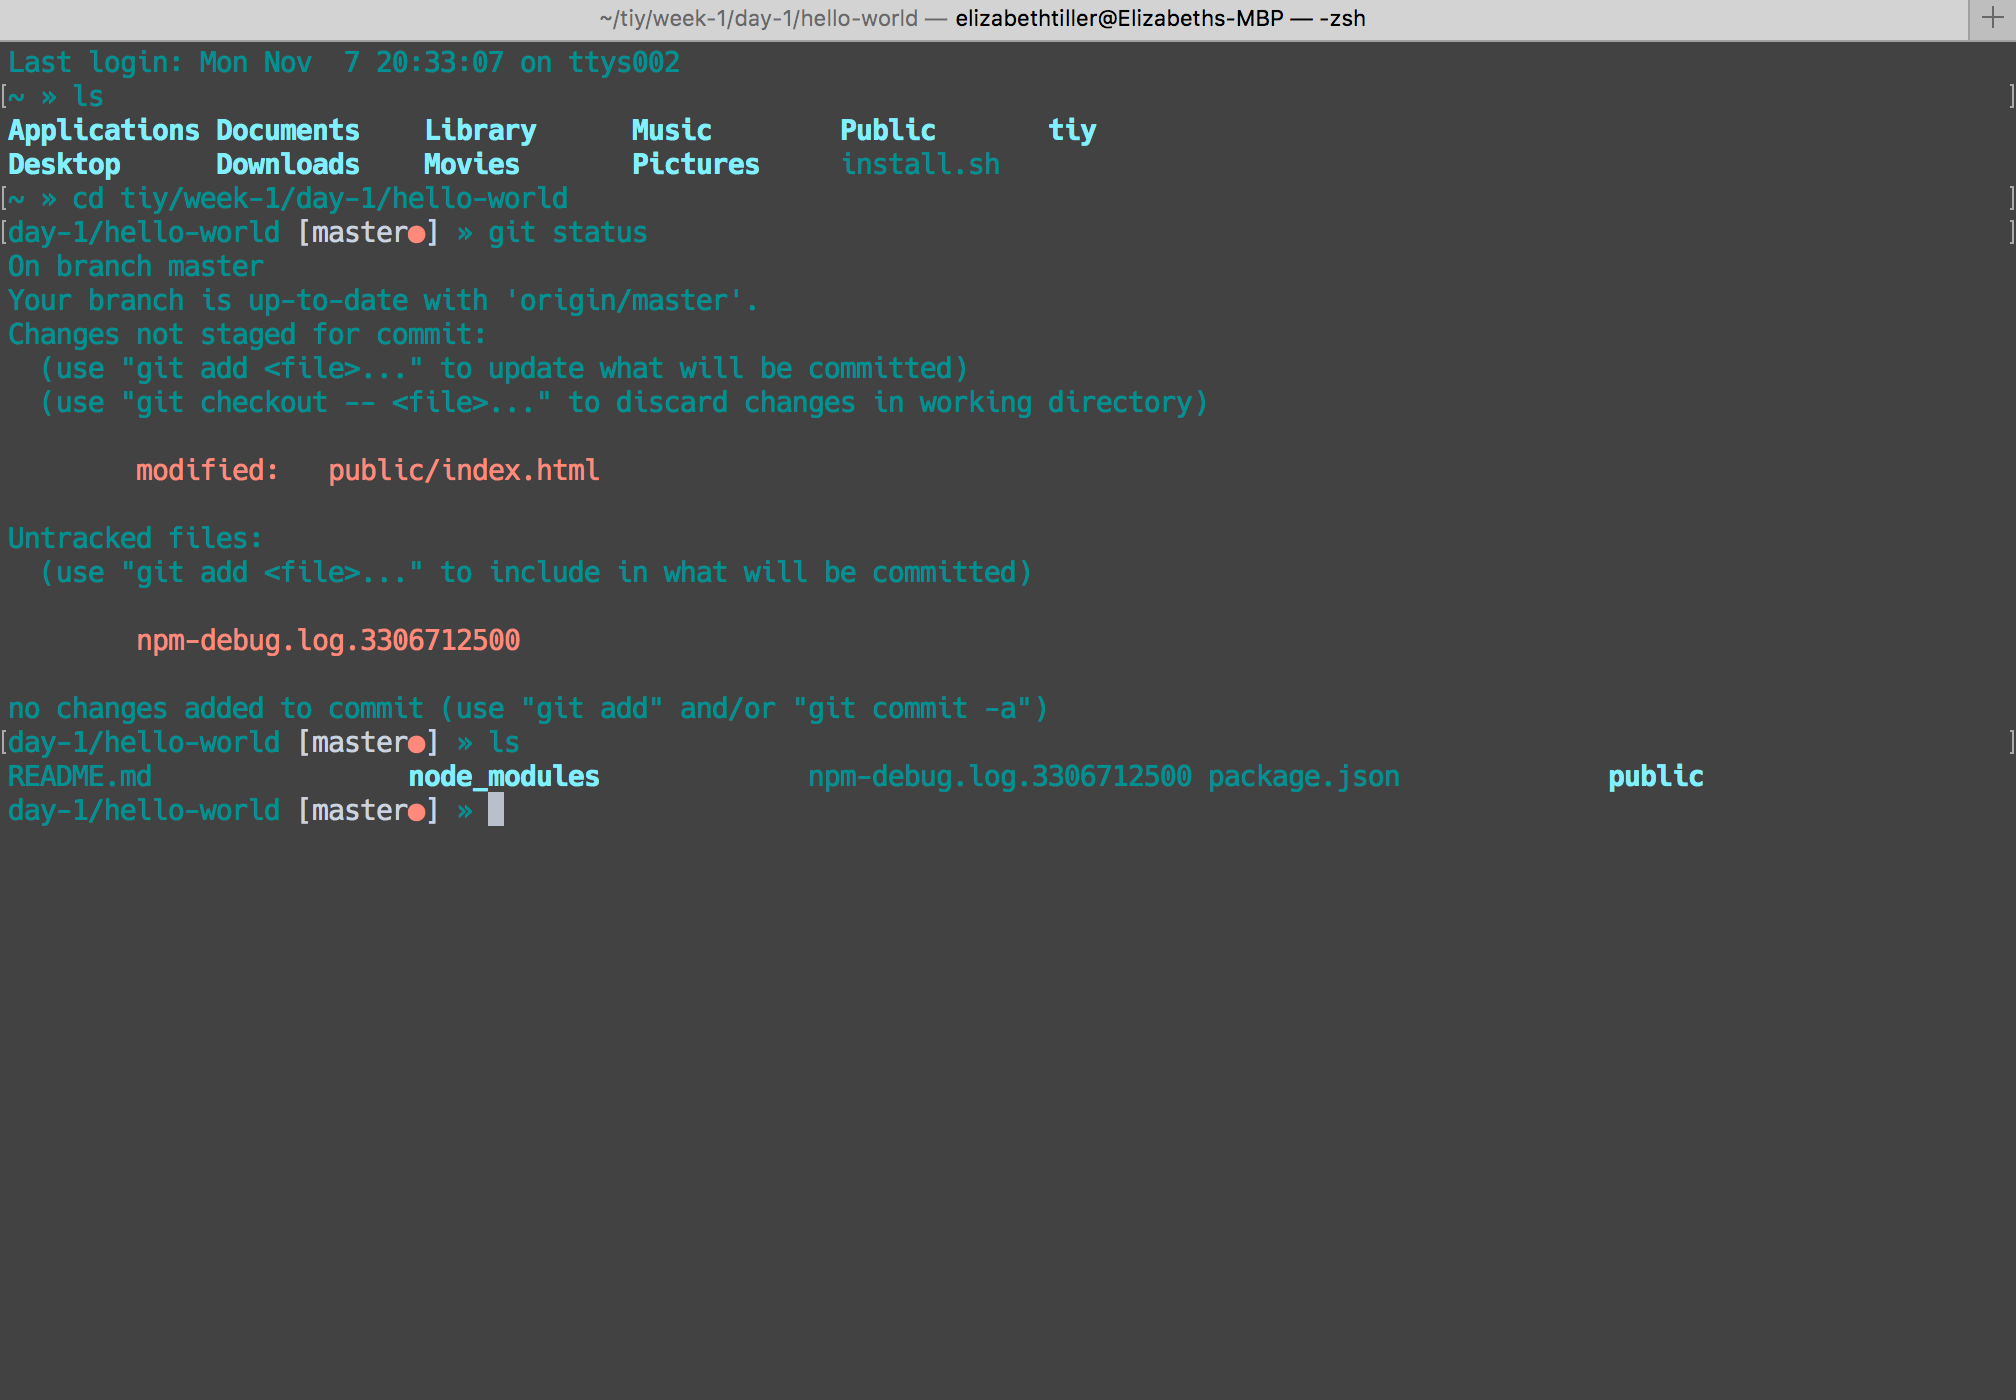 ~/tiy/week-1/day-1/hello-world — elizabethtiller@Elizabeths-MBP — -zsh
Last login: Mon Nov  7 20:33:07 on ttys002
[~ » ls ]
Applications Documents    Library      Music        Public       tiy
Desktop      Downloads    Movies       Pictures     install.sh
[~ » cd tiy/week-1/day-1/hello-world ]
[day-1/hello-world [master●] » git status ]
On branch master
Your branch is up-to-date with 'origin/master'.
Changes not staged for commit:
  (use "git add <file>..." to update what will be committed)
  (use "git checkout -- <file>..." to discard changes in working directory)
        modified:   public/index.html
Untracked files:
  (use "git add <file>..." to include in what will be committed)
        npm-debug.log.3306712500
no changes added to commit (use "git add" and/or "git commit -a")
[day-1/hello-world [master●] » ls ]
README.md                node_modules             npm-debug.log.3306712500 package.json             public
day-1/hello-world [master●] »